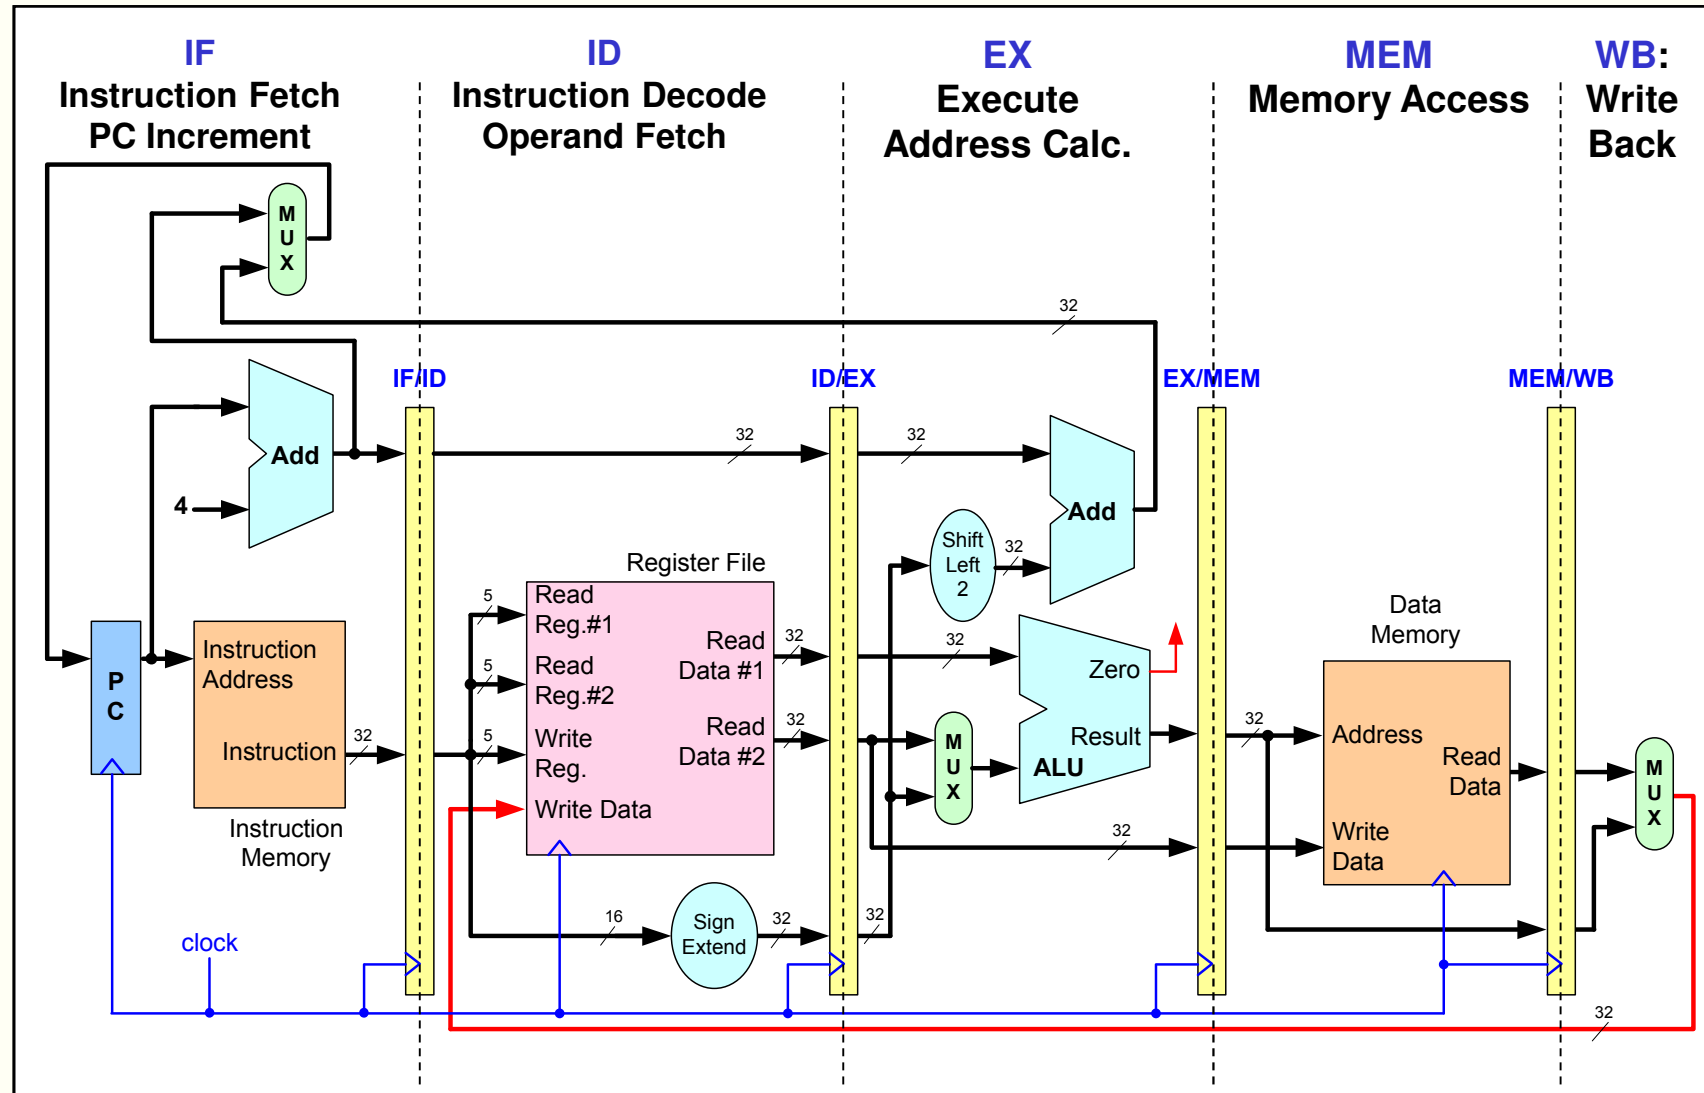 IF
Instruction Fetch
PC Increment
ID
Instruction Decode
Operand Fetch
EX
Execute
Address Calc.
MEM
Memory Access
WB:
Write
Back
M
U
X
32
IF/ID
ID/EX
EX/MEM
MEM/WB
Add
4
32
32
Add
Shift
Left
2
32
Register File
Read
Reg.#1
5
Read
Reg.#2
5
Write
Reg.
5
Write Data
Read
Data #1
32
Read
Data #2
32
P
C
Instruction
Address
Instruction
32
Instruction
Memory
32
Zero
Result
ALU
M
U
X
32
Data
Memory
32
Address
Read
Data
Write
Data
M
U
X
16
Sign
Extend
32
32
clock
32